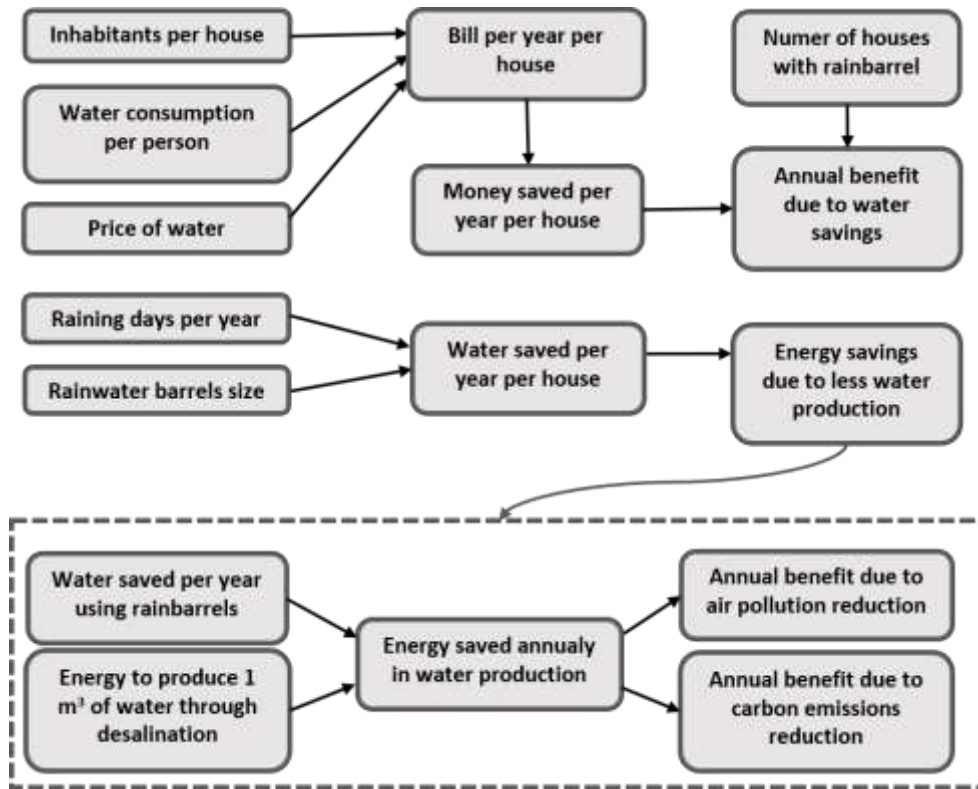 Inhabitants per house
Water consumption
per person
Price of water
Bill per year per
house
Numer of houses
with rainbarrel
Money saved per
year per house
Annual benefit
due to water
savings
Raining days per year
Rainwater barrels size
Water saved per
year per house
Energy savings
due to less water
production
Water saved per year
using rainbarrels
Energy to produce 1
m³ of water through
desalination
Energy saved annualy
in water production
Annual benefit due to
air pollution reduction
Annual benefit due to
carbon emissions
reduction